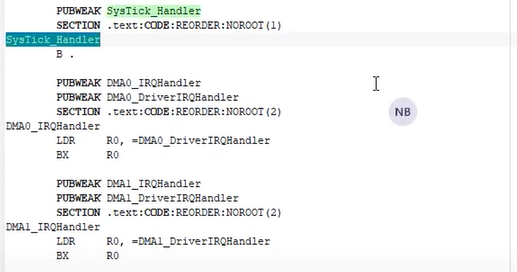 PUBWEAK SysTick_Handler
SECTION .text:CODE:REORDER:NOROOT(1)
SysTick_Handler
B .
PUBWEAK DMA0_IRQHandler
PUBWEAK DMA0_DriverIRQHandler
SECTION .text:CODE:REORDER:NOROOT(2)
DMA0_IRQHandler
LDR R0, =DMA0_DriverIRQHandler
BX R0
PUBWEAK DMA1_IRQHandler
PUBWEAK DMA1_DriverIRQHandler
SECTION .text:CODE:REORDER:NOROOT(2)
DMA1_IRQHandler
LDR R0, =DMA1_DriverIRQHandler
BX R0
NB